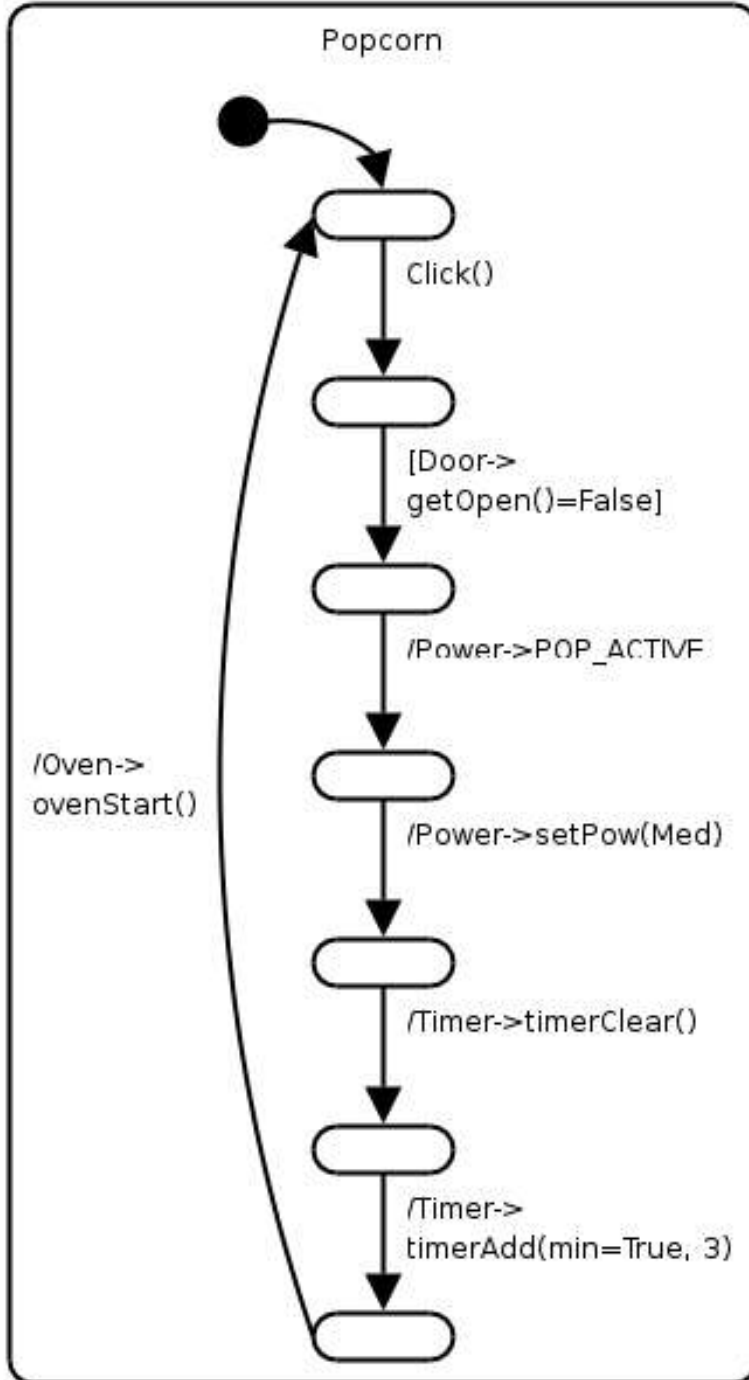 Popcorn
Click()
[Door->
getOpen()=False]
/Power->POP_ACTIVE
/Power->setPow(Med)
/Oven->
ovenStart()
/Timer->timerClear()
/Timer->
timerAdd(min=True, 3)